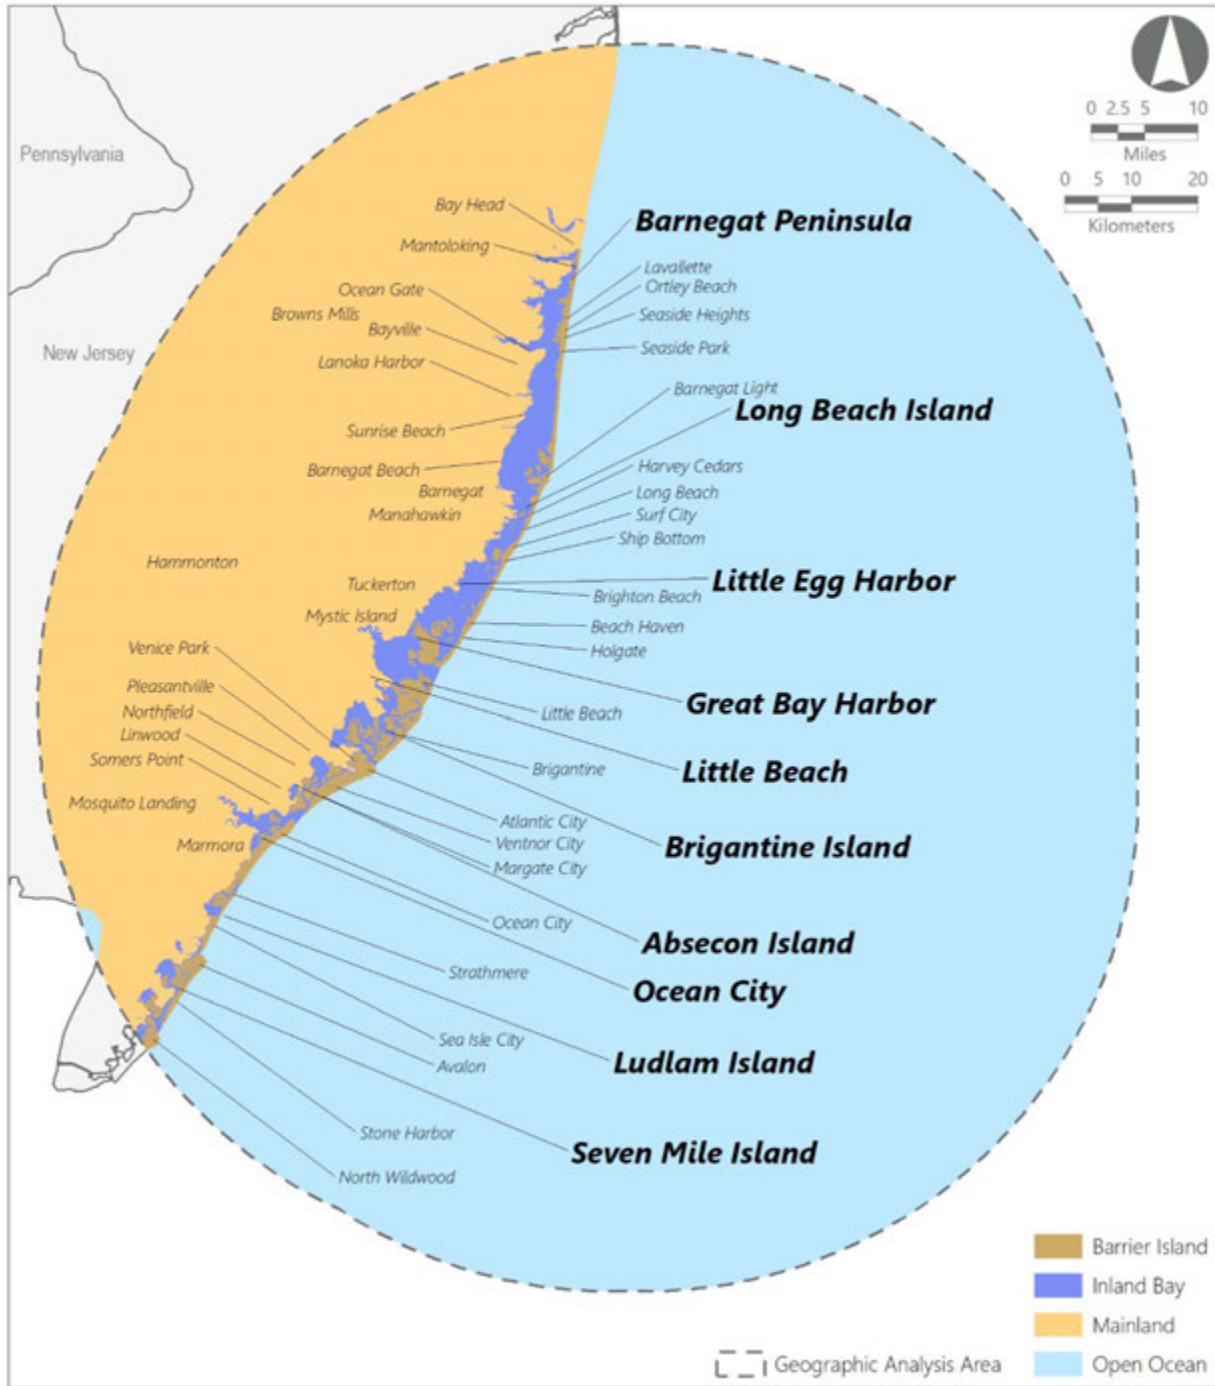 0 2.5 5 10
Miles
0 5 10 20
Kilometers
Pennsylvania
New Jersey
Bay Head
Barnegat Peninsula
Mantoloking
Lavallette
Ortley Beach
Ocean Gate
Browns Mills
Seaside Heights
Bayville
Seaside Park
Lanoka Harbor
Barnegat Light
Long Beach Island
Sunrise Beach
Barnegat Beach
Harvey Cedars
Barnegat
Long Beach
Manahawkin
Surf City
Ship Bottom
Hammonton
Tuckerton
Little Egg Harbor
Brighton Beach
Mystic Island
Beach Haven
Venice Park
Holgate
Pleasantville
Great Bay Harbor
Northfield
Little Beach
Linwood
Somers Point
Brigantine
Little Beach
Mosquito Landing
Atlantic City
Marmora
Ventnor City
Brigantine Island
Margate City
Ocean City
Absecon Island
Strathmere
Ocean City
Sea Isle City
Avalon
Ludlam Island
Stone Harbor
Seven Mile Island
North Wildwood
Barrier Island
Inland Bay
Mainland
Geographic Analysis Area
Open Ocean